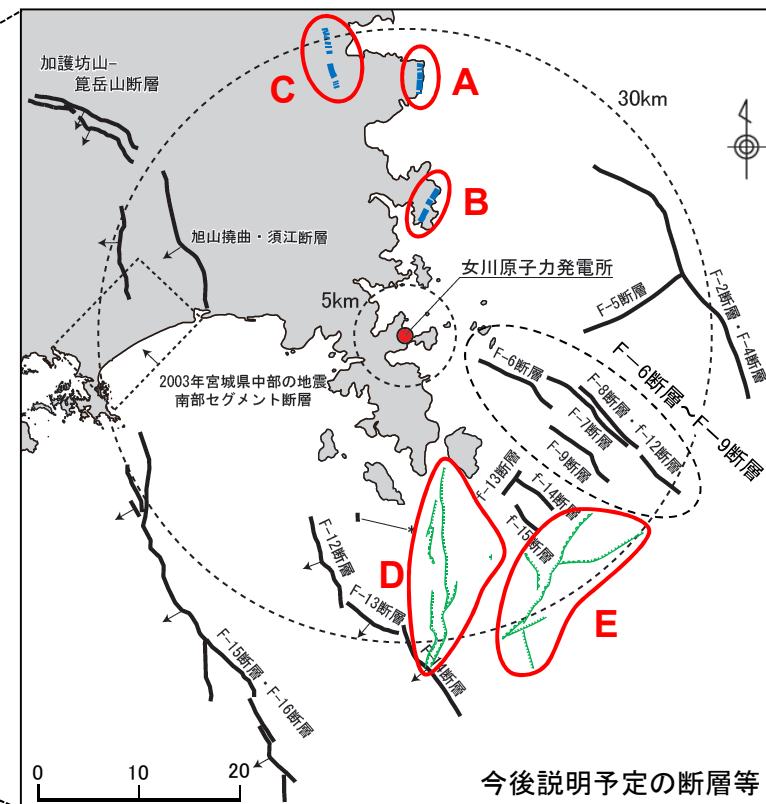 加護坊山-
箟岳山断層
C
A
30km
B
旭山撓曲・須江断層
女川原子力発電所
5km
F-5断層
F-2断層・F-4断層
2003年宮城県中部の地震
南部セグメント断層
F-6断層
F-8断層
F-7断層
f-12断層
F-9断層
F-6断層~F-9断層
f-13断層
f-14断層
f-15断層
*
D
E
F-12断層
F-13断層
F-14断層
F-15断層・F-16断層
0 10 20
今後説明予定の断層等